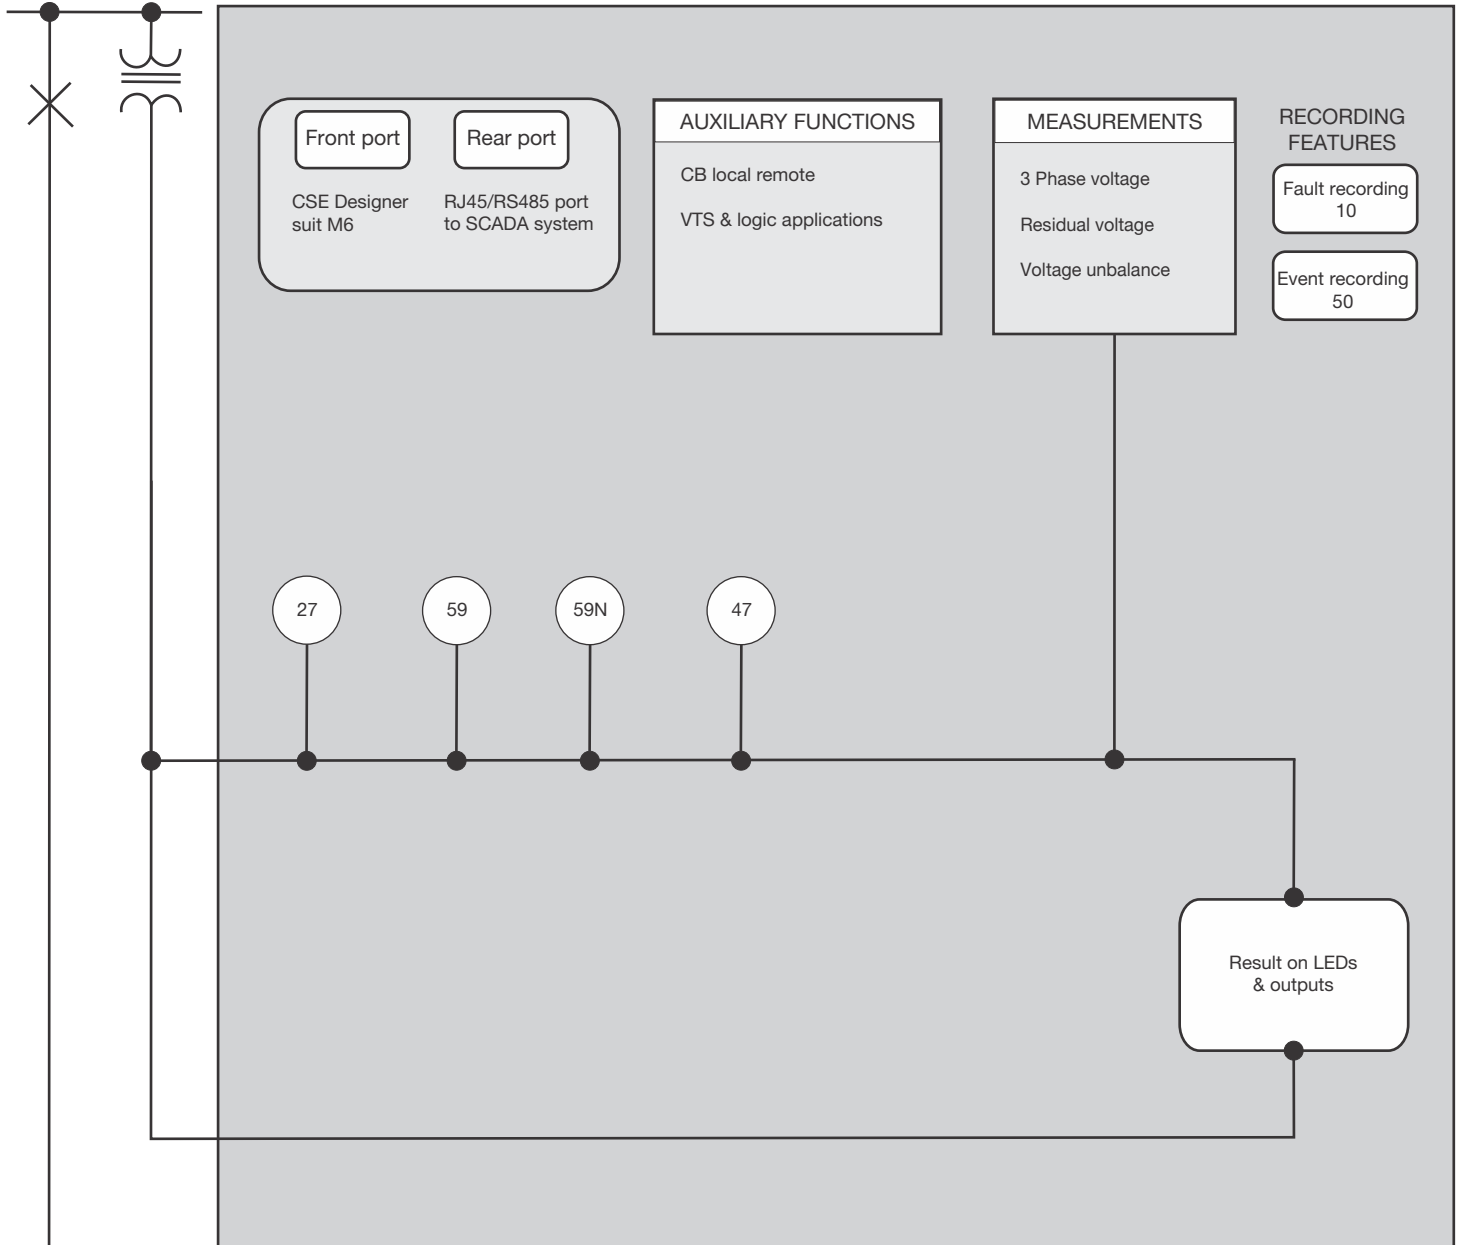 Front port
Rear port
CSE Designer
suit M6
RJ45/RS485 port
to SCADA system
AUXILIARY FUNCTIONS
CB local remote
VTS & logic applications
MEASUREMENTS
3 Phase voltage
Residual voltage
Voltage unbalance
RECORDING
FEATURES
Fault recording
10
Event recording
50
27
59
59N
47
Result on LEDs
& outputs